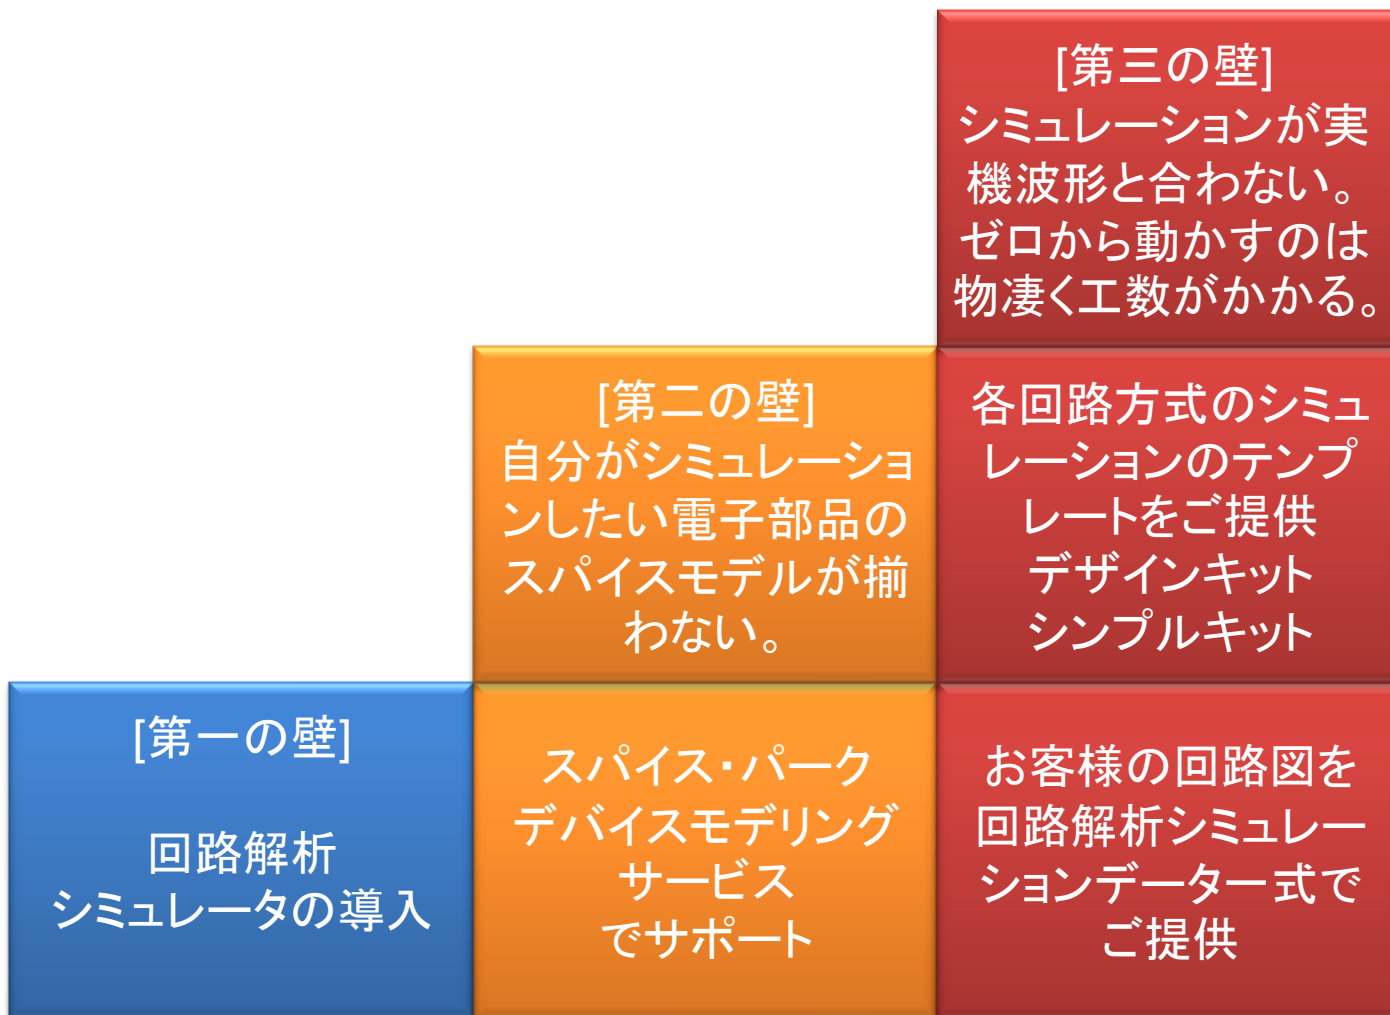 [第三の壁]
シミュレーションが実
機波形と合わない。
ゼロから動かすのは
物凄く工数がかかる。
[第二の壁]
自分がシミュレーショ
ンしたい電子部品の
スパイスモデルが揃
わない。
各回路方式のシミュ
レーションのテンプ
レートをご提供
デザインキット
シンプルキット
[第一の壁]
回路解析
シミュレータの導入
スパイス・パーク
デバイスモデリング
サービス
でサポート
お客様の回路図を
回路解析シミュレー
ションデータ一式で
ご提供